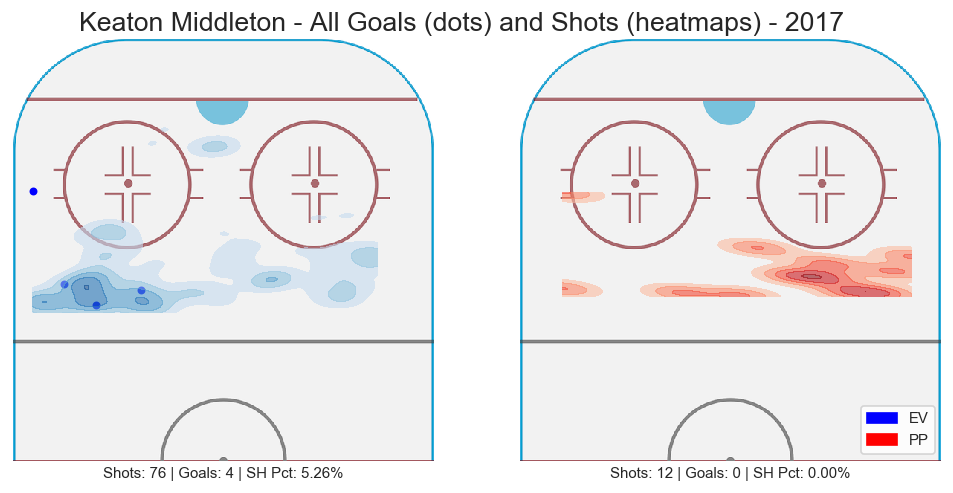 Keaton Middleton - All Goals (dots) and Shots (heatmaps) - 2017
EV
PP
Shots: 76 | Goals: 4 | SH Pct: 5.26%
Shots: 12 | Goals: 0 | SH Pct: 0.00%